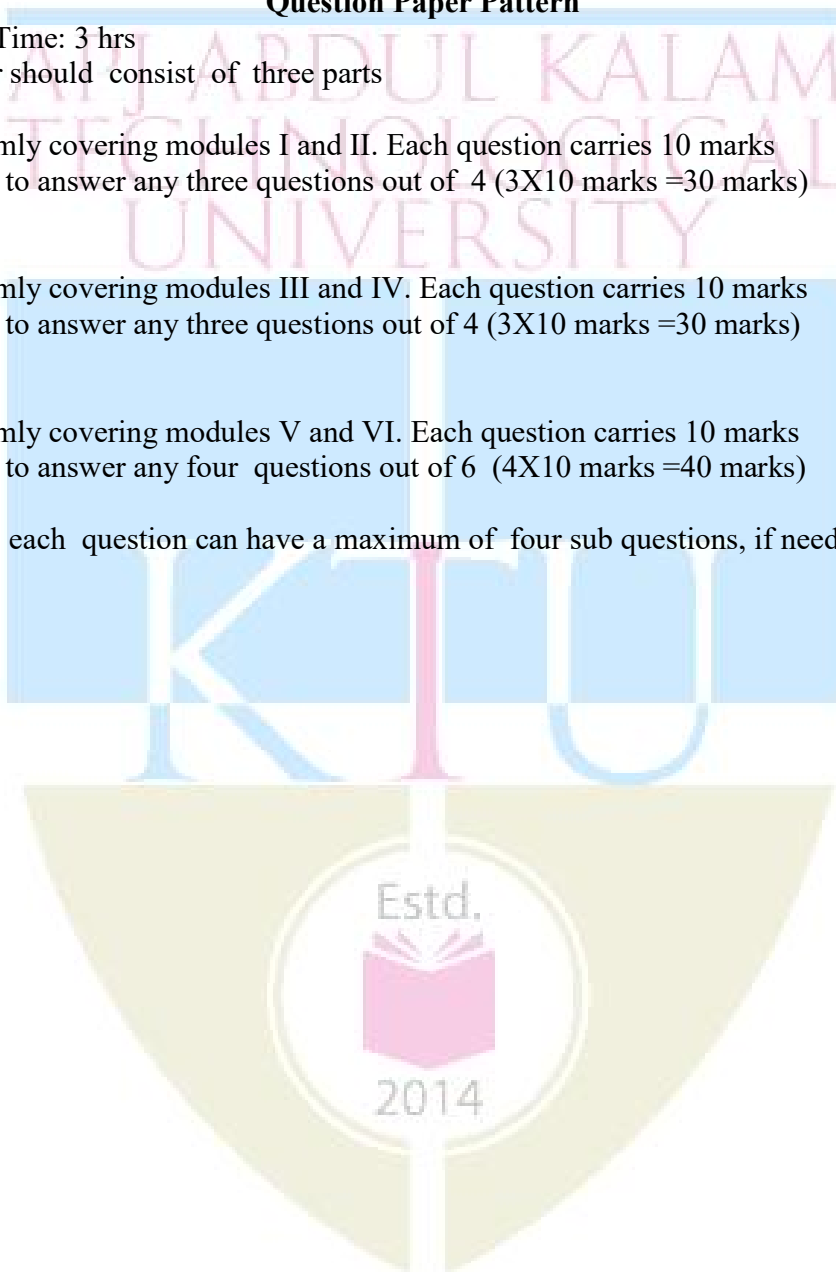 Question Paper Pattern
Time: 3 hrs
should consist of three parts
covering modules I and II. Each question carries 10 marks
to answer any three questions out of 4 (3X10 marks =30 marks)
covering modules III and IV. Each question carries 10 marks
to answer any three questions out of 4 (3X10 marks =30 marks)
covering modules V and VI. Each question carries 10 marks
to answer any four questions out of 6 (4X10 marks =40 marks)
each question can have a maximum of four sub questions, if
APJ ABDUL KALAM
TECHNOLOGICAL
UNIVERSITY
KTU
Estd.
2014